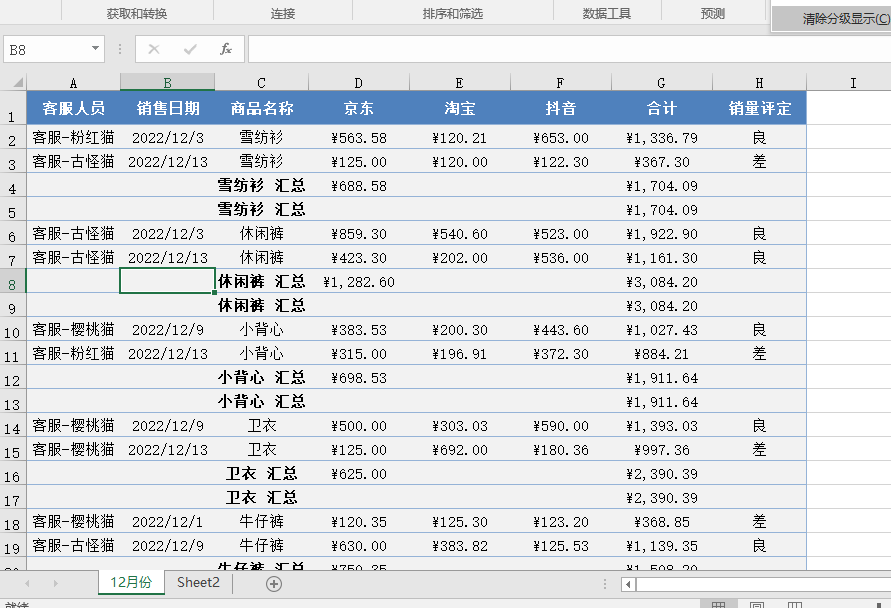 获取和转换 连接 排序和筛选 数据工具 预测 清除分级显示(C)
B8 fx
A B C D E F G H I
1 客服人员 销售日期 商品名称 京东 淘宝 抖音 合计 销量评定
2 客服-粉红猫 2022/12/3 雪纺衫 ¥563.58 ¥120.21 ¥653.00 ¥1,336.79 良
3 客服-古怪猫 2022/12/13 雪纺衫 ¥125.00 ¥120.00 ¥122.30 ¥367.30 差
4 雪纺衫 汇总 ¥688.58 ¥1,704.09
5 雪纺衫 汇总 ¥1,704.09
6 客服-古怪猫 2022/12/3 休闲裤 ¥859.30 ¥540.60 ¥523.00 ¥1,922.90 良
7 客服-古怪猫 2022/12/13 休闲裤 ¥423.30 ¥202.00 ¥536.00 ¥1,161.30 良
8 休闲裤 汇总 ¥1,282.60 ¥3,084.20
9 休闲裤 汇总 ¥3,084.20
10 客服-樱桃猫 2022/12/9 小背心 ¥383.53 ¥200.30 ¥443.60 ¥1,027.43 良
11 客服-粉红猫 2022/12/13 小背心 ¥315.00 ¥196.91 ¥372.30 ¥884.21 差
12 小背心 汇总 ¥698.53 ¥1,911.64
13 小背心 汇总 ¥1,911.64
14 客服-樱桃猫 2022/12/9 卫衣 ¥500.00 ¥303.03 ¥590.00 ¥1,393.03 良
15 客服-樱桃猫 2022/12/13 卫衣 ¥125.00 ¥692.00 ¥180.36 ¥997.36 差
16 卫衣 汇总 ¥625.00 ¥2,390.39
17 卫衣 汇总 ¥2,390.39
18 客服-樱桃猫 2022/12/1 牛仔裤 ¥120.35 ¥125.30 ¥123.20 ¥368.85 差
19 客服-古怪猫 2022/12/9 牛仔裤 ¥630.00 ¥383.82 ¥125.53 ¥1,139.35 良
牛仔裤 汇总 ¥750.35 ¥1,508.20
12月份 Sheet2
就绪